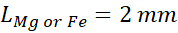 L_{Mg or Fe} = 2 mm